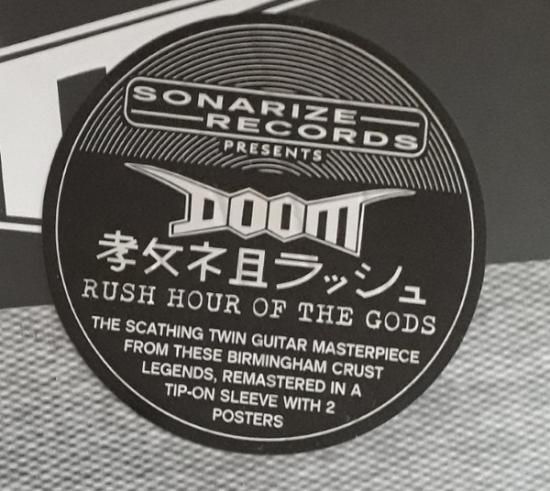 SONARIZE
RECORDS
PRESENTS
DOOM
孝攵ネ且ラッシュ
RUSH HOUR OF THE GODS
THE SCATHING TWIN GUITAR MASTERPIECE
FROM THESE BIRMINGHAM CRUST
LEGENDS, REMASTERED IN A
TIP-ON SLEEVE WITH 2
POSTERS